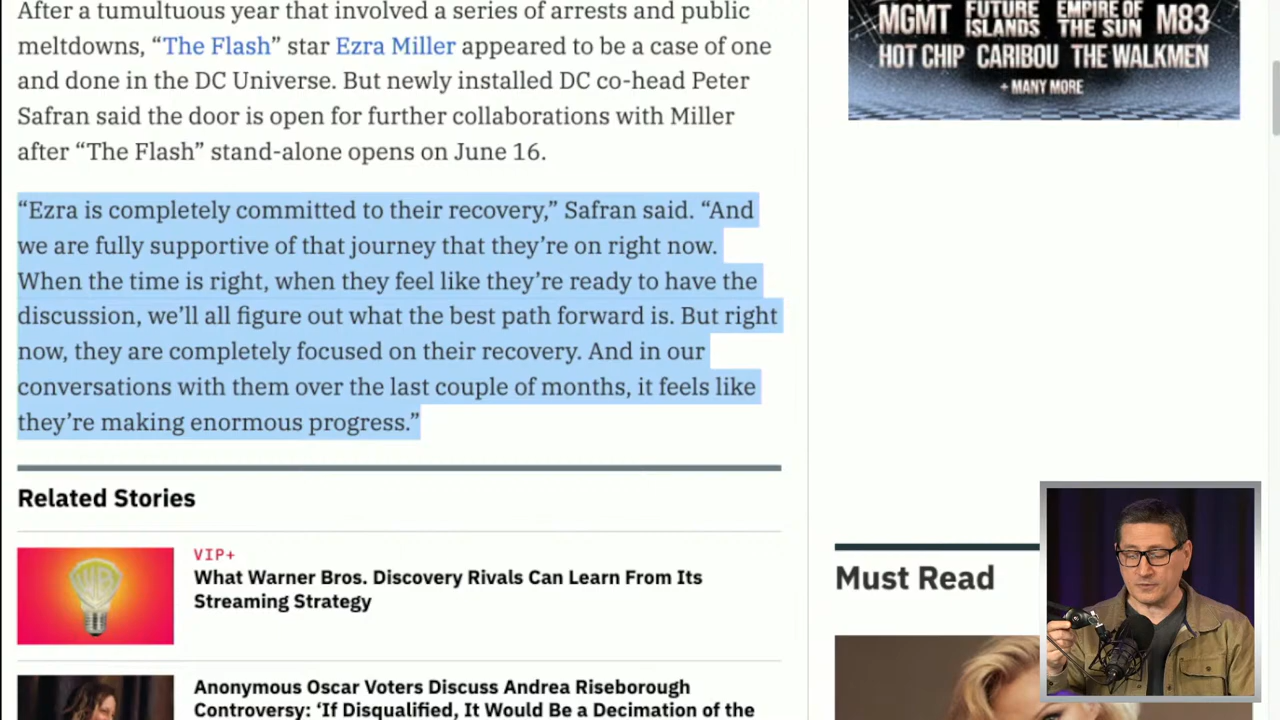 After a tumultuous year that involved a series of arrests and public
meltdowns, “The Flash” star Ezra Miller appeared to be a case of one
and done in the DC Universe. But newly installed DC co-head Peter
Safran said the door is open for further collaborations with Miller
after “The Flash” stand-alone opens on June 16.
“Ezra is completely committed to their recovery,” Safran said. “And
we are fully supportive of that journey that they’re on right now.
When the time is right, when they feel like they’re ready to have the
discussion, we’ll all figure out what the best path forward is. But right
now, they are completely focused on their recovery. And in our
conversations with them over the last couple of months, it feels like
they’re making enormous progress.”
Related Stories
VIP+
What Warner Bros. Discovery Rivals Can Learn From Its
Streaming Strategy
Anonymous Oscar Voters Discuss Andrea Riseborough
Controversy: ‘If Disqualified, It Would Be a Decimation of the
MGMT FUTURE ISLANDS EMPIRE OF THE SUN M83
HOT CHIP CARIBOU THE WALKMEN
+ MANY MORE
Must Read